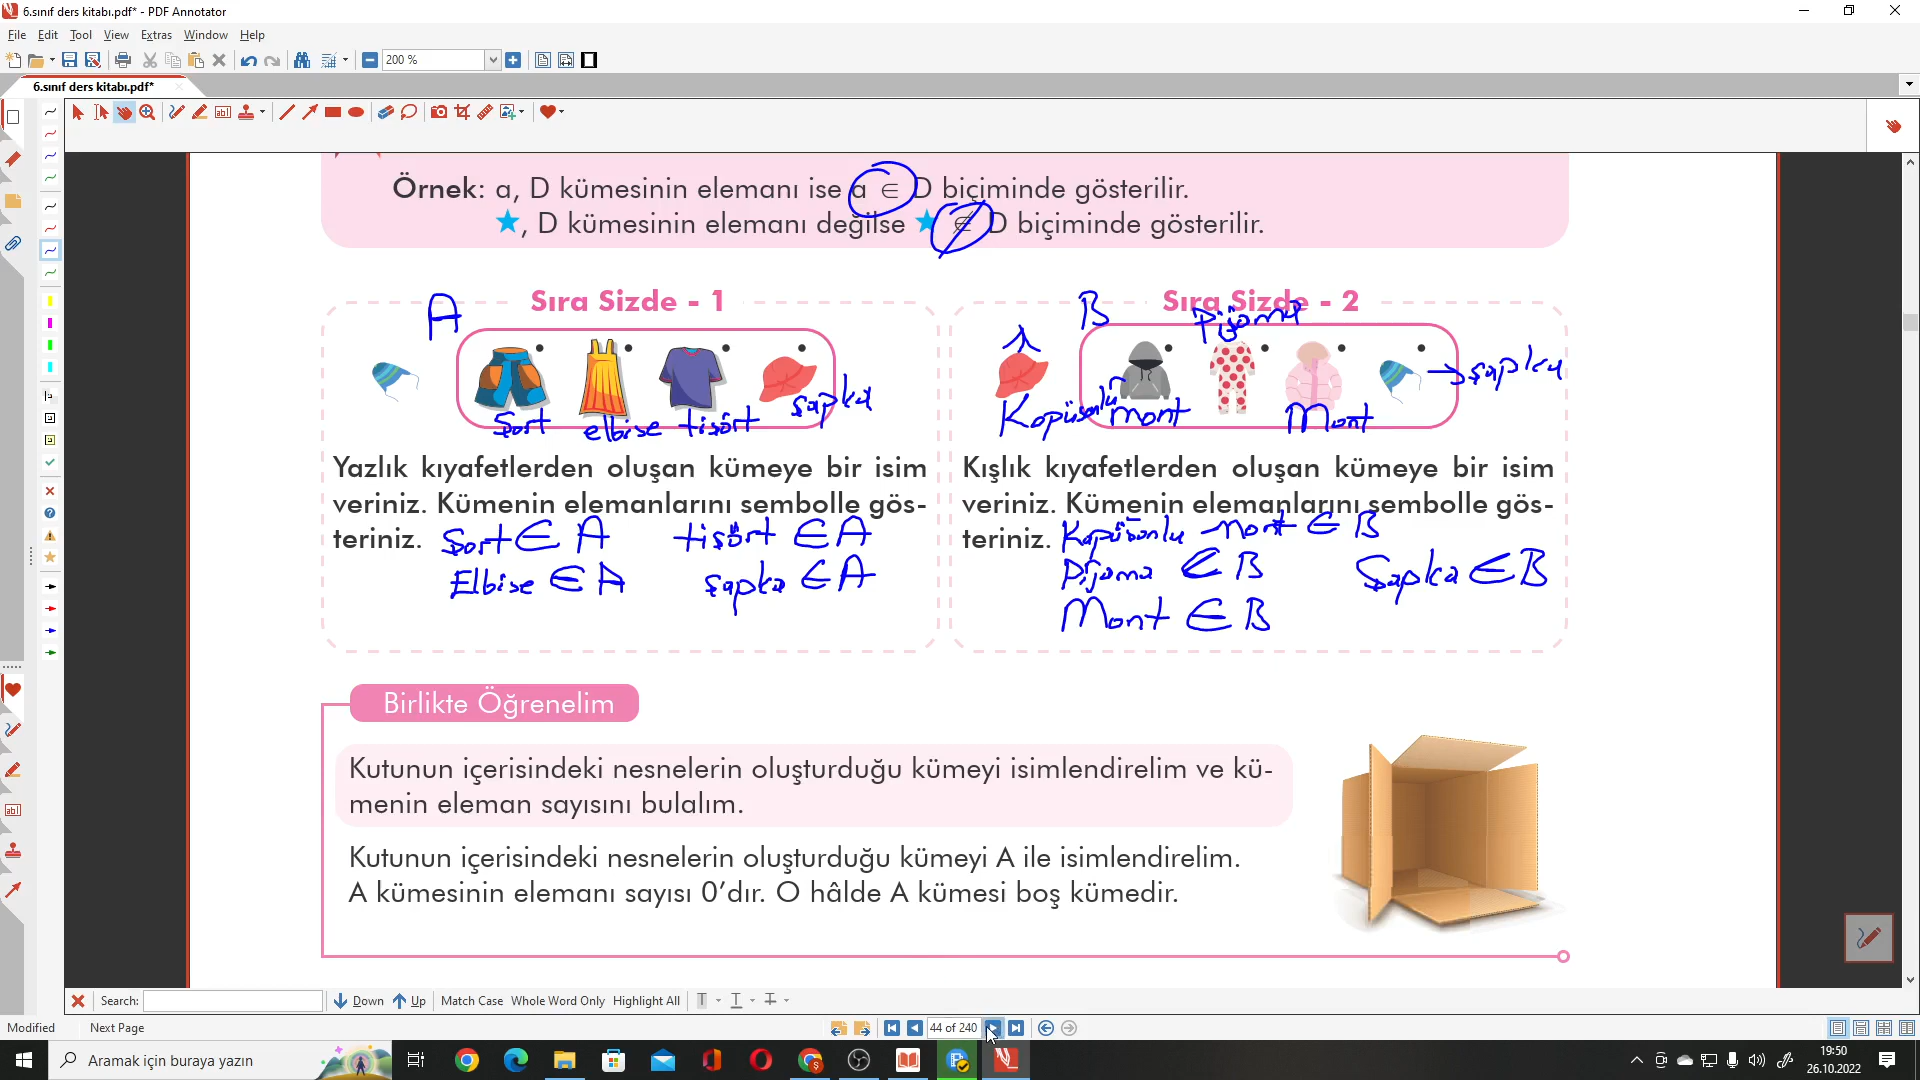 6.sınıf ders kitabı.pdf* - PDF Annotator
File Edit Tool View Extras Window Help
200 %
6.sınıf ders kitabı.pdf*
Örnek: a, D kümesinin elemanı ise a ∈ D biçiminde gösterilir.
★, D kümesinin elemanı değilse ★ ∉ D biçiminde gösterilir.
Sıra Sizde - 1
A
şort elbise tişört şapka
Yazlık kıyafetlerden oluşan kümeye bir isim
veriniz. Kümenin elemanlarını sembolle gös-
teriniz. Şort ∈ A tişört ∈ A
Elbise ∈ A şapka ∈ A
Sıra Sizde - 2
B Pijama
→ şapka
Kapüşonlu mont Mont
Kışlık kıyafetlerden oluşan kümeye bir isim
veriniz. Kümenin elemanlarını sembolle gös-
teriniz. Kapüşonlu mont ∈ B
Pijama ∈ B Şapka ∈ B
Mont ∈ B
Birlikte Öğrenelim
Kutunun içerisindeki nesnelerin oluşturduğu kümeyi isimlendirelim ve kü-
menin eleman sayısını bulalım.
Kutunun içerisindeki nesnelerin oluşturduğu kümeyi A ile isimlendirelim.
A kümesinin elemanı sayısı 0’dır. O hâlde A kümesi boş kümedir.
Search: Down Up Match Case Whole Word Only Highlight All
Modified Next Page 44 of 240
Aramak için buraya yazın
19:50
26.10.2022